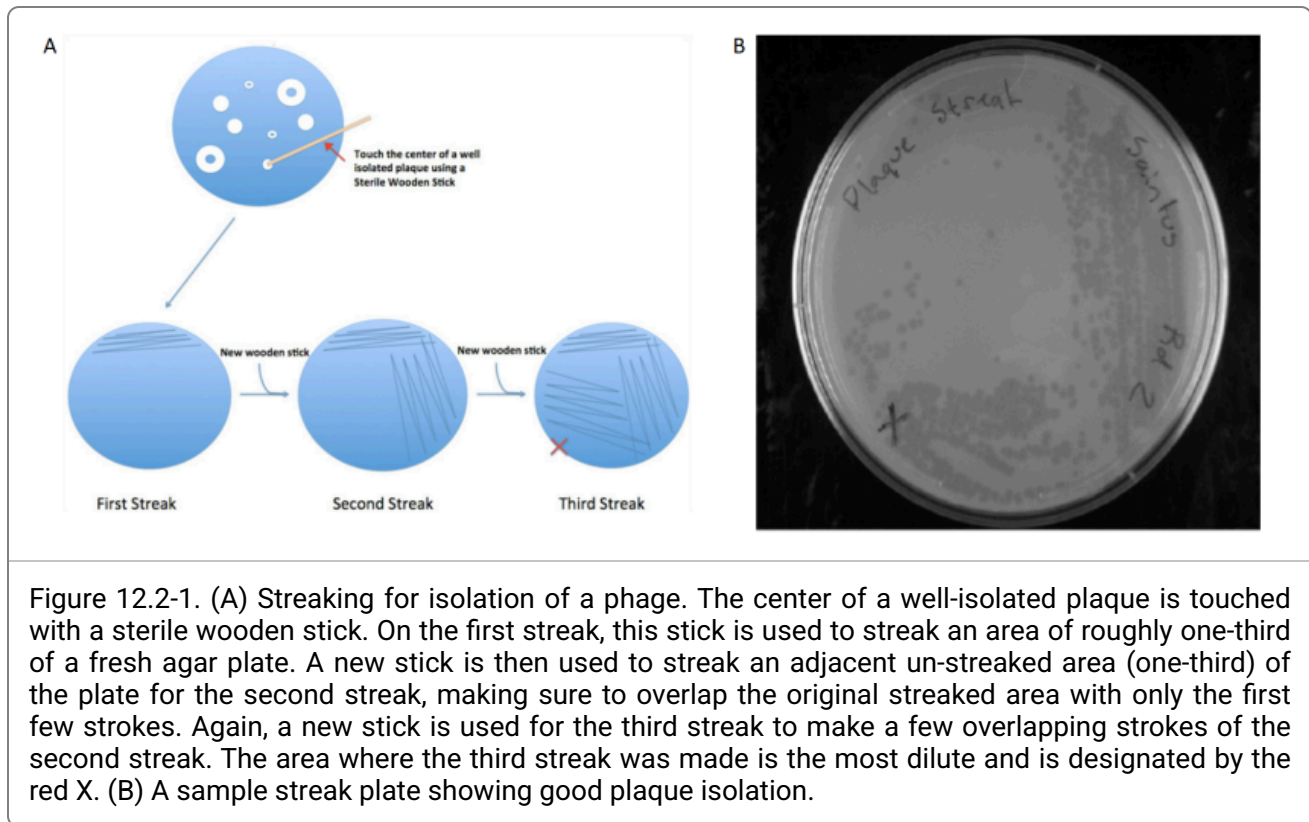 A
B
Touch the center of a well
isolated plaque using a
Sterile Wooden Stick
Plaque Streak
Saintus
Rd 2
X
New wooden stick
New wooden stick
First Streak
Second Streak
Third Streak
Figure 12.2-1. (A) Streaking for isolation of a phage. The center of a well-isolated plaque is touched
with a sterile wooden stick. On the first streak, this stick is used to streak an area of roughly one-third
of a fresh agar plate. A new stick is then used to streak an adjacent un-streaked area (one-third) of
the plate for the second streak, making sure to overlap the original streaked area with only the first
few strokes. Again, a new stick is used for the third streak to make a few overlapping strokes of the
second streak. The area where the third streak was made is the most dilute and is designated by the
red X. (B) A sample streak plate showing good plaque isolation.